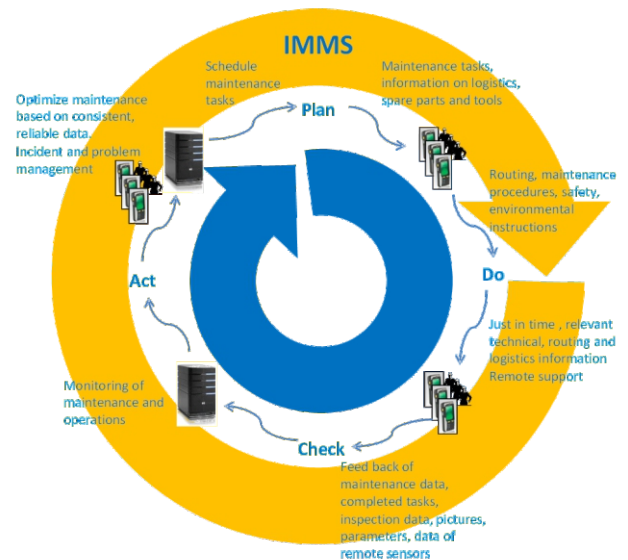 IMMS
Schedule
maintenance
tasks
Maintenance tasks,
information on logistics,
spare parts and tools
Optimize maintenance
based on consistent,
reliable data.
Incident and problem
management
Plan
Routing, maintenance
procedures, safety,
environmental
instructions
Act
Do
Just in time , relevant
technical, routing and
logistics information
Remote support
Monitoring of
maintenance and
operations
Check
Feed back of
maintenance data,
completed tasks,
inspection data, pictures,
parameters, data of
remote sensors